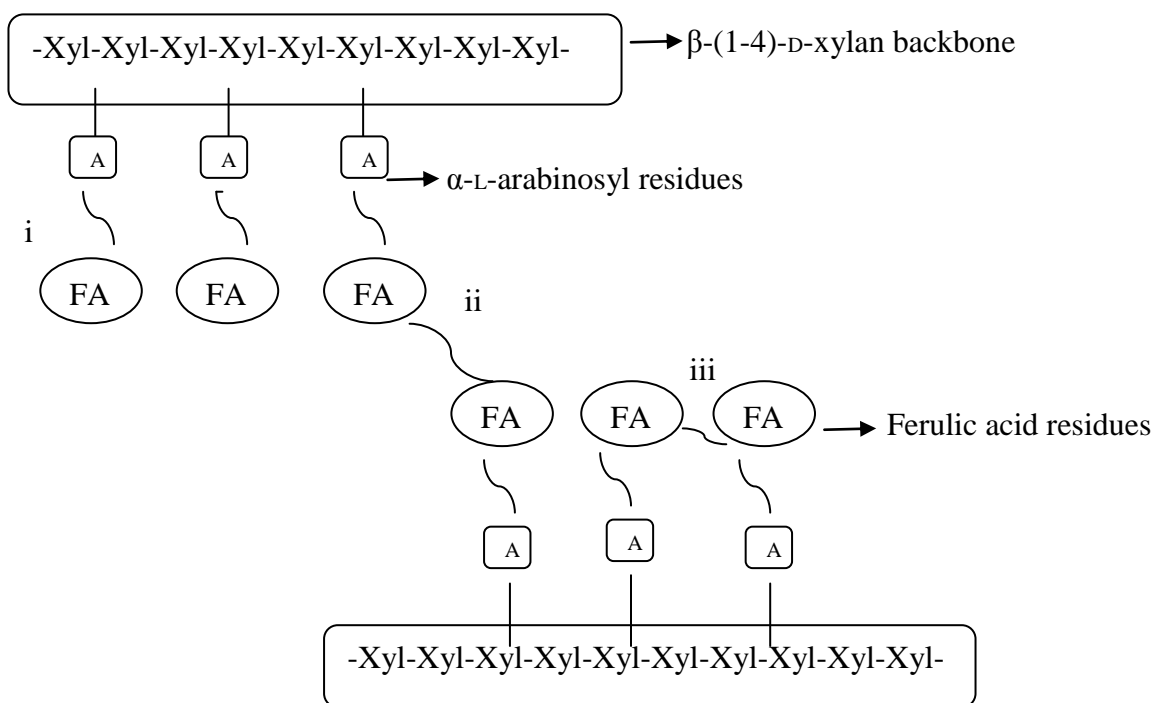 -Xyl-Xyl-Xyl-Xyl-Xyl-Xyl-Xyl-Xyl-Xyl-
β-(1-4)-D-xylan backbone
A A A
α-L-arabinosyl residues
i
FA FA FA
ii
iii
FA FA FA
Ferulic acid residues
A A A
-Xyl-Xyl-Xyl-Xyl-Xyl-Xyl-Xyl-Xyl-Xyl-Xyl-